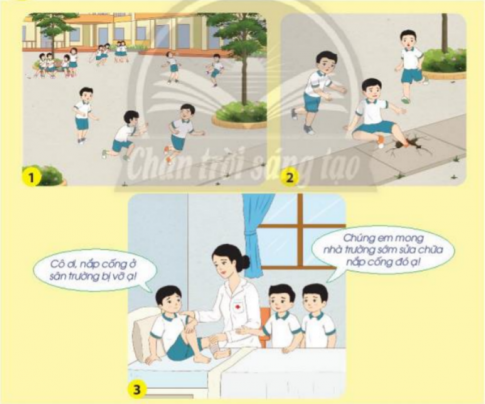 Chân trời sáng tạo
1
2
Cô ơi, nắp cống ở
sân trường bị vỡ ạ!
Chúng em mong
nhà trường sớm sửa chữa
nắp cống đó ạ!
3